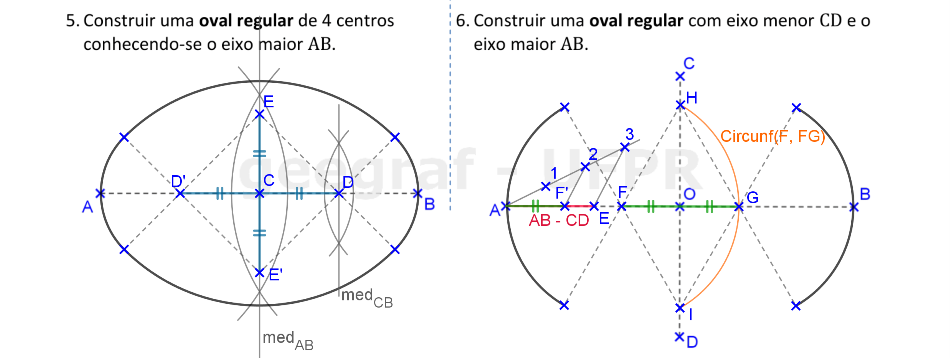 5. Construir uma oval regular de 4 centros
conhecendo-se o eixo maior AB.
E
D'
C
D
A
B
E'
med CB
med AB
6. Construir uma oval regular com eixo menor CD e o
eixo maior AB.
C
H
Circunf(F, FG)
3
2
1
F'
F
O
G
B
A
AB - CD
E
I
D
geegraf - UTFPR